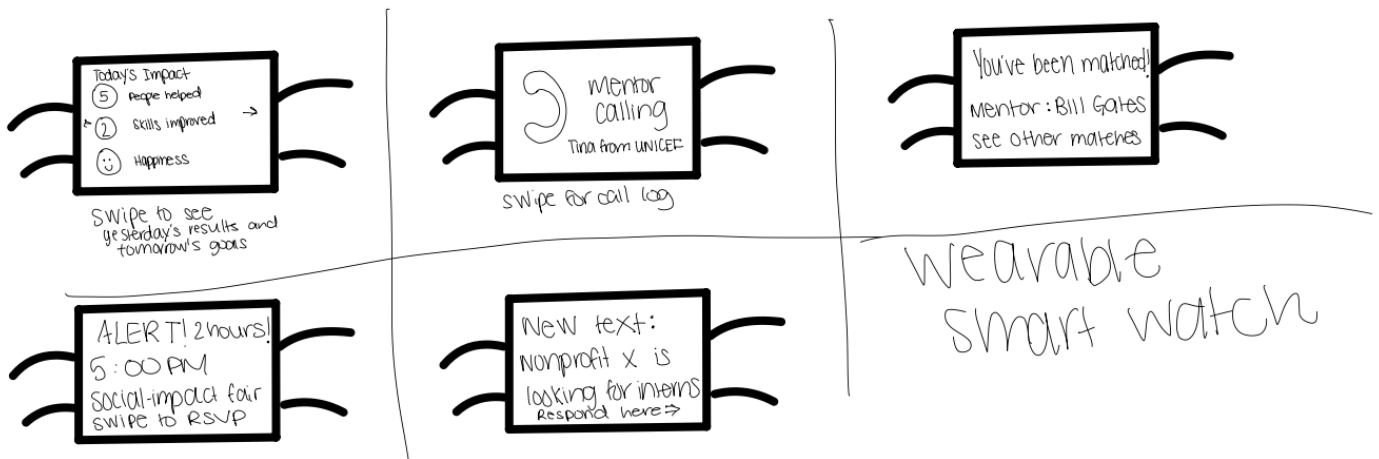 Today's Impact
5 People helped
← 2 Skills improved →
Happiness
swipe to see
yesterday's results and
tomorrow's goals
mentor
calling
Tina from UNICEF
swipe for call log
You've been matched!
Mentor: Bill Gates
see other matches
ALERT! 2 hours!
5:00 PM
social-impact fair
swipe to RSVP
New text:
nonprofit x is
looking for interns
Respond here →
wearable
smart watch